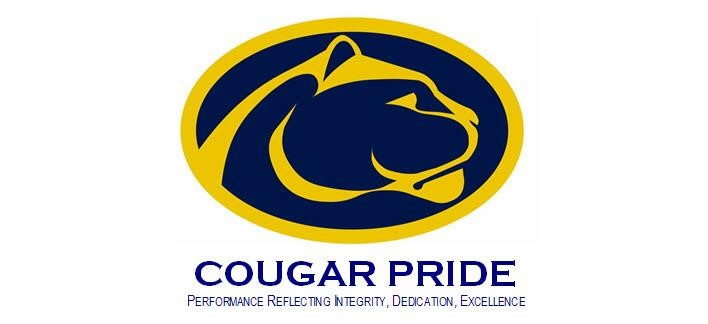 COUGAR PRIDE
PERFORMANCE REFLECTING INTEGRITY, DEDICATION, EXCELLENCE